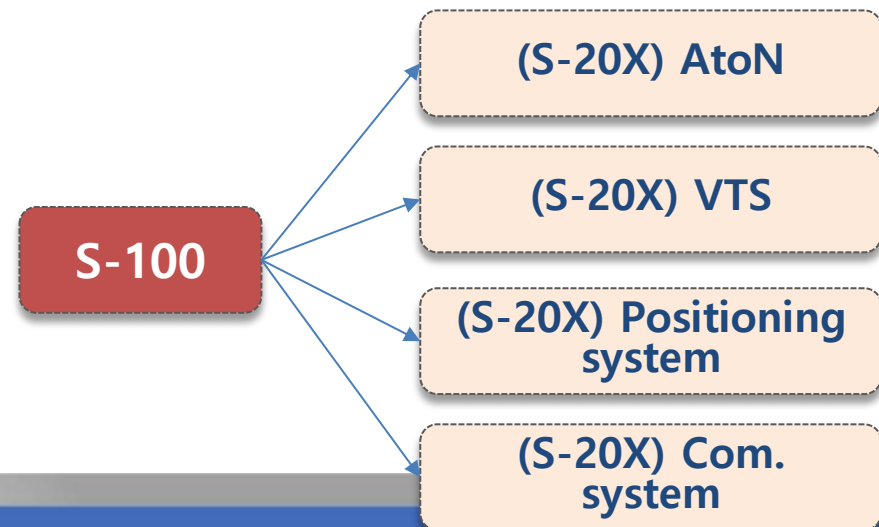 (S-20X) AtoN
(S-20X) VTS
S-100
(S-20X) Positioning
system
(S-20X) Com.
system